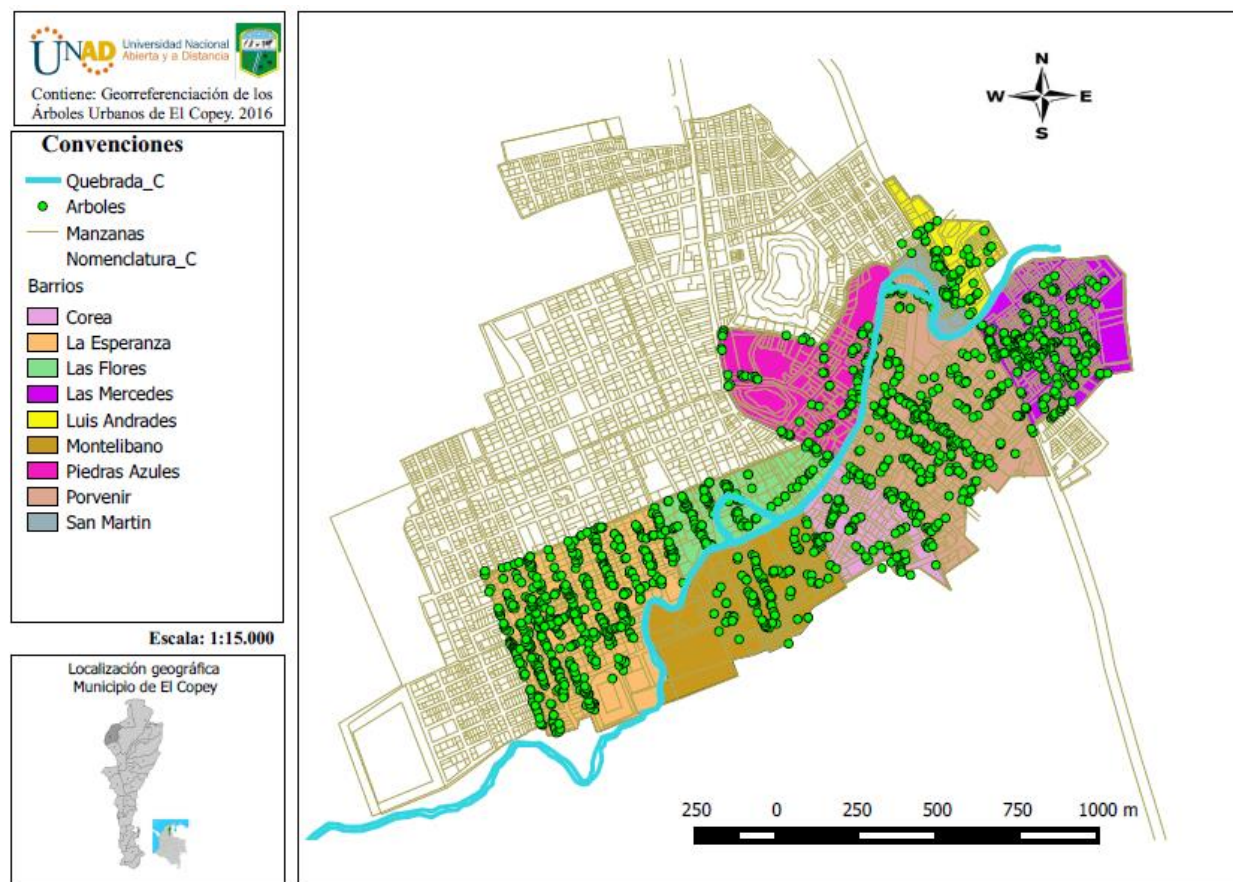 UNAD Universidad Nacional
Abierta y a Distancia
Contiene: Georreferenciación de los
Árboles Urbanos de El Copey. 2016
Convenciones
Quebrada_C
Arboles
Manzanas
Nomenclatura_C
Barrios
Corea
La Esperanza
Las Flores
Las Mercedes
Luis Andrades
Montelibano
Piedras Azules
Porvenir
San Martin
Escala: 1:15.000
Localización geográfica
Municipio de El Copey
N
W E
S
250 0 250 500 750 1000 m